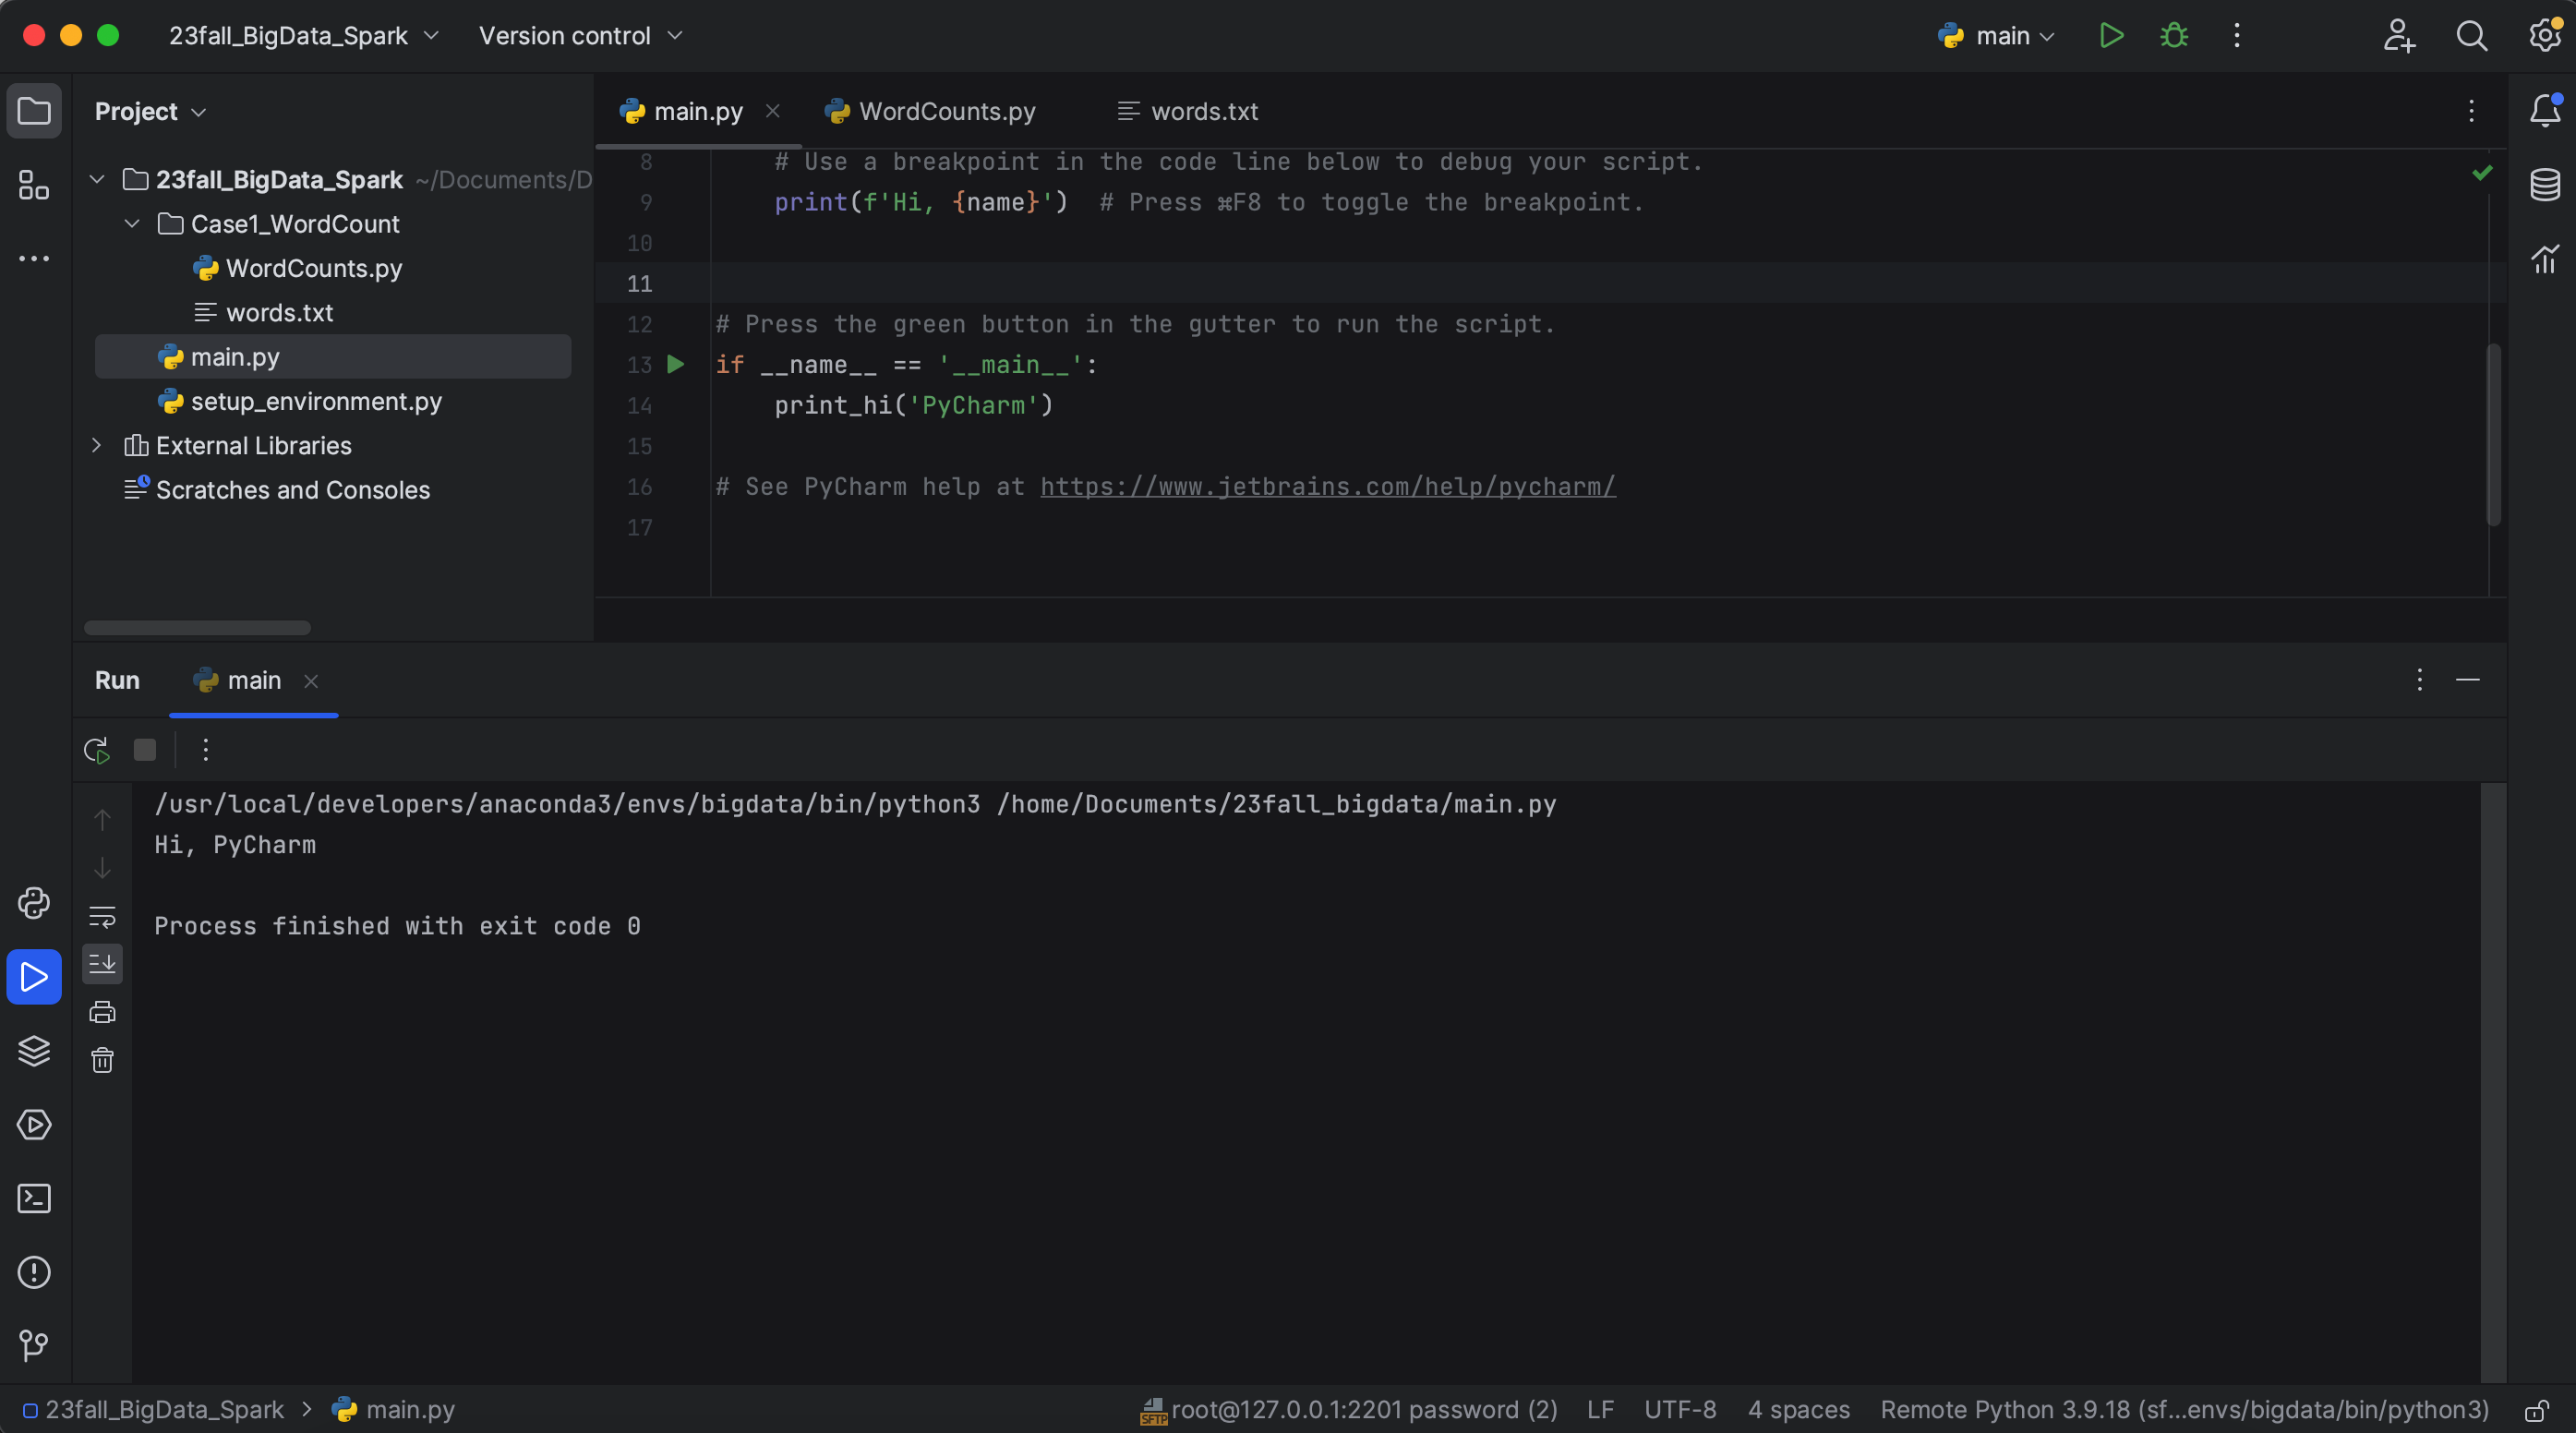 23fall_BigData_Spark
Version control
main
Project
main.py
WordCounts.py
words.txt
23fall_BigData_Spark ~/Documents/D
Case1_WordCount
WordCounts.py
words.txt
main.py
setup_environment.py
External Libraries
Scratches and Consoles
8 # Use a breakpoint in the code line below to debug your script.
9 print(f'Hi, {name}') # Press ⌘F8 to toggle the breakpoint.
10
11
12 # Press the green button in the gutter to run the script.
13 if __name__ == '__main__':
14 print_hi('PyCharm')
15
16 # See PyCharm help at https://www.jetbrains.com/help/pycharm/
17
Run
main
/usr/local/developers/anaconda3/envs/bigdata/bin/python3 /home/Documents/23fall_bigdata/main.py
Hi, PyCharm
Process finished with exit code 0
23fall_BigData_Spark > main.py
SFTP root@127.0.0.1:2201 password (2) LF UTF-8 4 spaces Remote Python 3.9.18 (sf...envs/bigdata/bin/python3)